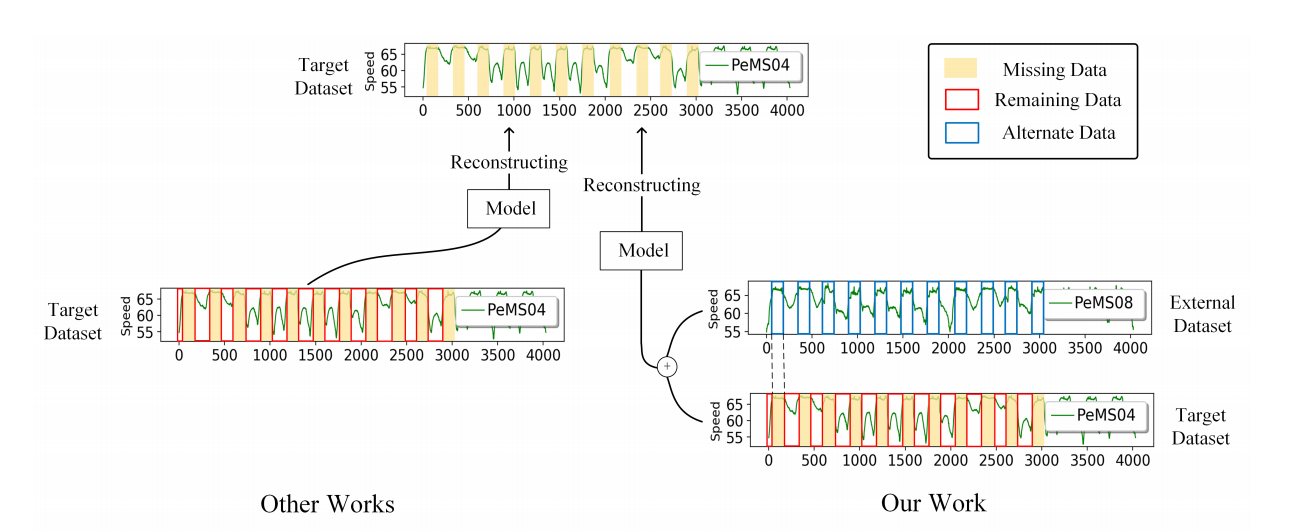 Target
Dataset
Speed
65
60
55
PeMS04
0 500 1000 1500 2000 2500 3000 3500 4000
Missing Data
Remaining Data
Alternate Data
Reconstructing
Model
Reconstructing
Model
Target
Dataset
Speed
65
60
55
PeMS04
0 500 1000 1500 2000 2500 3000 3500 4000
Speed
65
60
55
PeMS08
0 500 1000 1500 2000 2500 3000 3500 4000
External
Dataset
+
Speed
65
60
55
PeMS04
0 500 1000 1500 2000 2500 3000 3500 4000
Target
Dataset
Other Works
Our Work